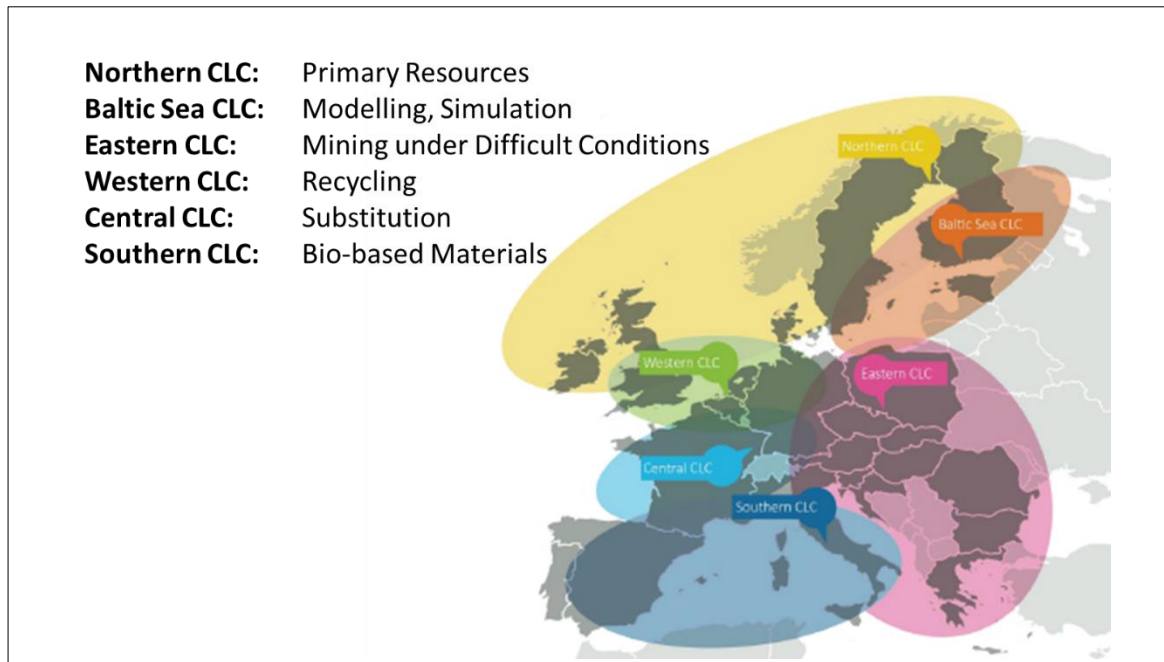 Northern CLC: Primary Resources
Baltic Sea CLC: Modelling, Simulation
Eastern CLC: Mining under Difficult Conditions
Western CLC: Recycling
Central CLC: Substitution
Southern CLC: Bio-based Materials
Northern CLC
Baltic Sea CLC
Western CLC
Eastern CLC
Central CLC
Southern CLC